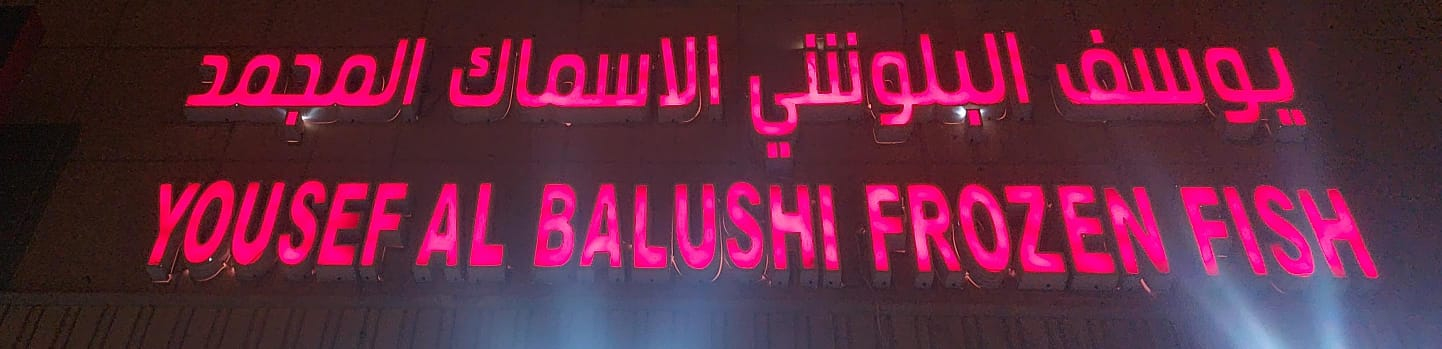 يوسف البلوشي الاسماك المجمد
YOUSEF AL BALUSHI FROZEN FISH